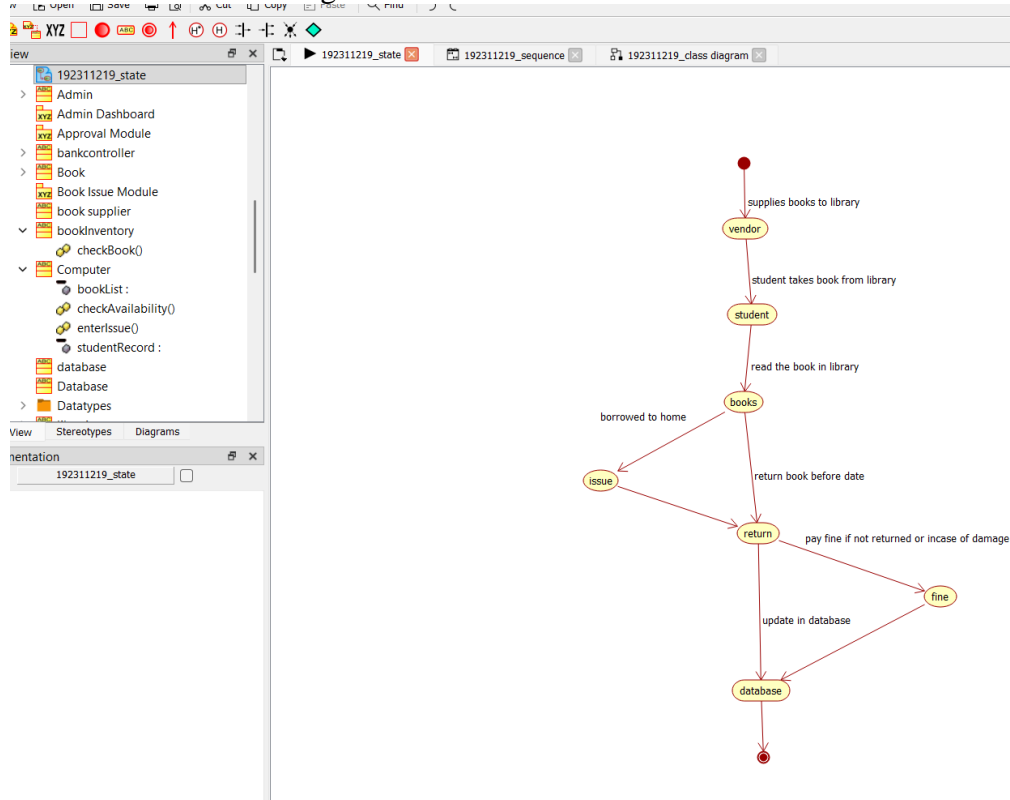 Open Save Cut Copy Paste Find
XYZ ABC H* H
iew
192311219_state
192311219_sequence
192311219_class diagram
192311219_state
Admin
Admin Dashboard
Approval Module
bankcontroller
Book
Book Issue Module
book supplier
bookInventory
checkBook()
Computer
bookList :
checkAvailability()
enterIssue()
studentRecord :
database
Database
Datatypes
View Stereotypes Diagrams
nentation
192311219_state
supplies books to library
vendor
student takes book from library
student
read the book in library
books
borrowed to home
issue
return book before date
return
pay fine if not returned or incase of damage
fine
update in database
database